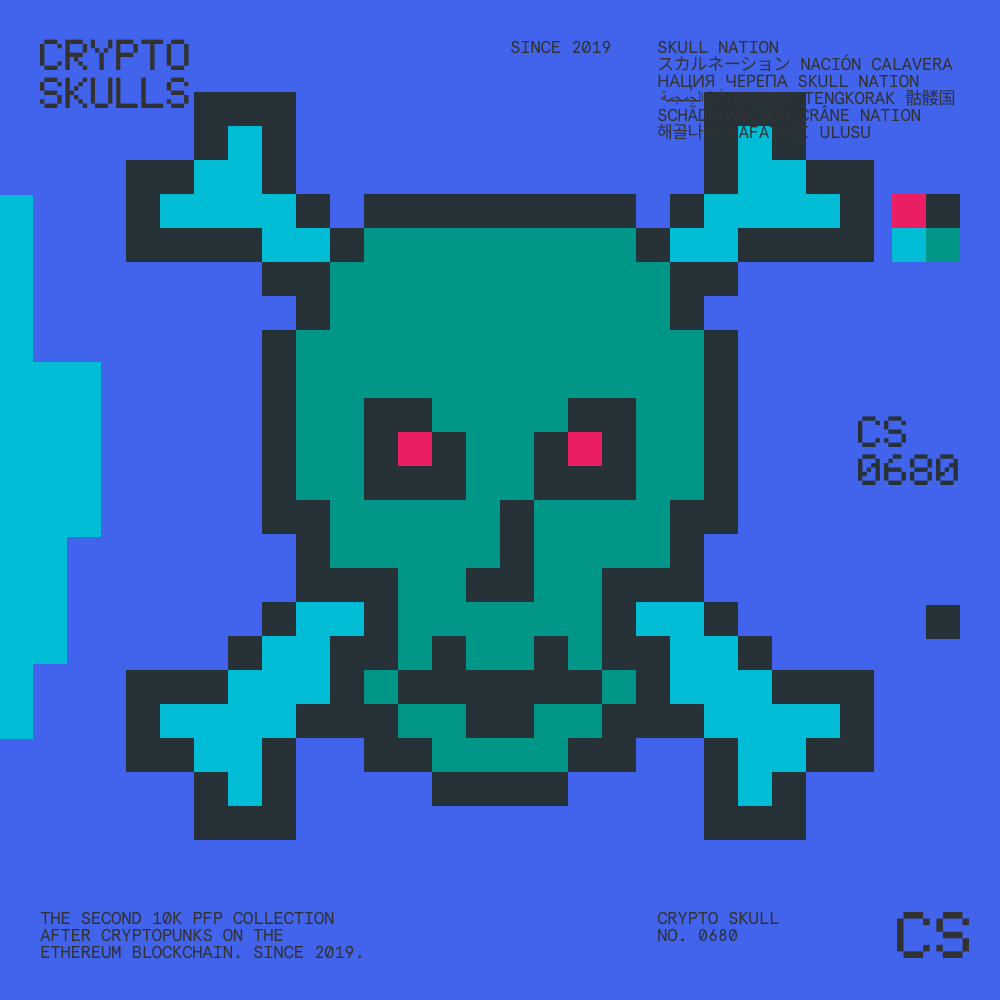 CRYPTO
SKULLS
SINCE 2019
SKULL NATION
スカルネーション NACIÓN CALAVERA
НАЦИЯ ЧЕРЕПА SKULL NATION
الجمجمة TENGKORAK 骷髅国
CRÂNE NATION
해골나 ULUSU
CS
0680
THE SECOND 10K PFP COLLECTION
AFTER CRYPTOPUNKS ON THE
ETHEREUM BLOCKCHAIN. SINCE 2019.
CRYPTO SKULL
NO. 0680
CS